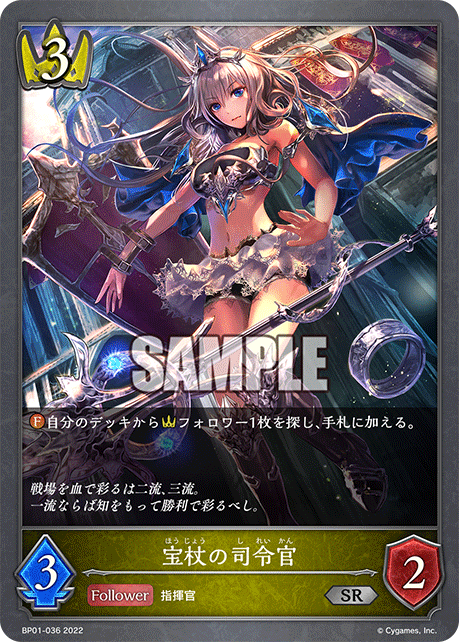 3
SAMPLE
F 自分のデッキからフォロワー1枚を探し、手札に加える。
戦場を血で彩るは二流、三流。
一流ならば知をもって勝利で彩るべし。
ほうじょう しれいかん
宝杖の司令官
3
Follower 指揮官
SR
2
BP01-036 2022
© Cygames, Inc.